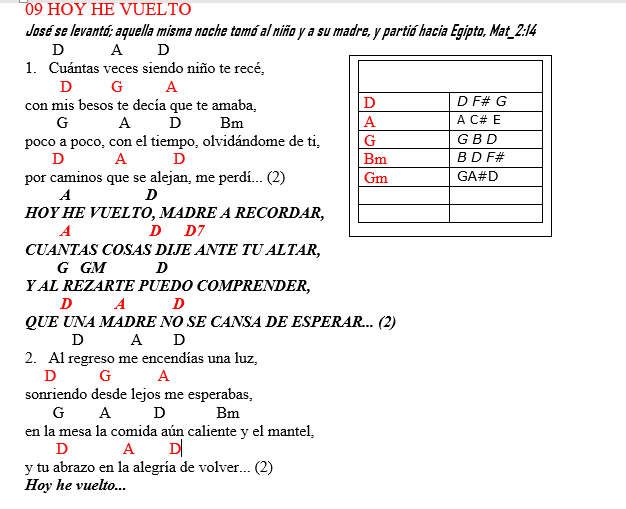 09 HOY HE VUELTO
José se levantó; aquella misma noche tomó al niño y a su madre, y partió hacia Egipto, Mat_2:14
D A D
1. Cuántas veces siendo niño te recé,
D G A
con mis besos te decía que te amaba,
G A D Bm
poco a poco, con el tiempo, olvidándome de ti,
D A D
por caminos que se alejan, me perdí... (2)
A D
HOY HE VUELTO, MADRE A RECORDAR,
A D D7
CUANTAS COSAS DIJE ANTE TU ALTAR,
G GM D
Y AL REZARTE PUEDO COMPRENDER,
D A D
QUE UNA MADRE NO SE CANSA DE ESPERAR... (2)
D A D
2. Al regreso me encendías una luz,
D G A
sonriendo desde lejos me esperabas,
G A D Bm
en la mesa la comida aún caliente y el mantel,
D A D
y tu abrazo en la alegría de volver... (2)
Hoy he vuelto...
D D F# G
A A C# E
G G B D
Bm B D F#
Gm GA#D